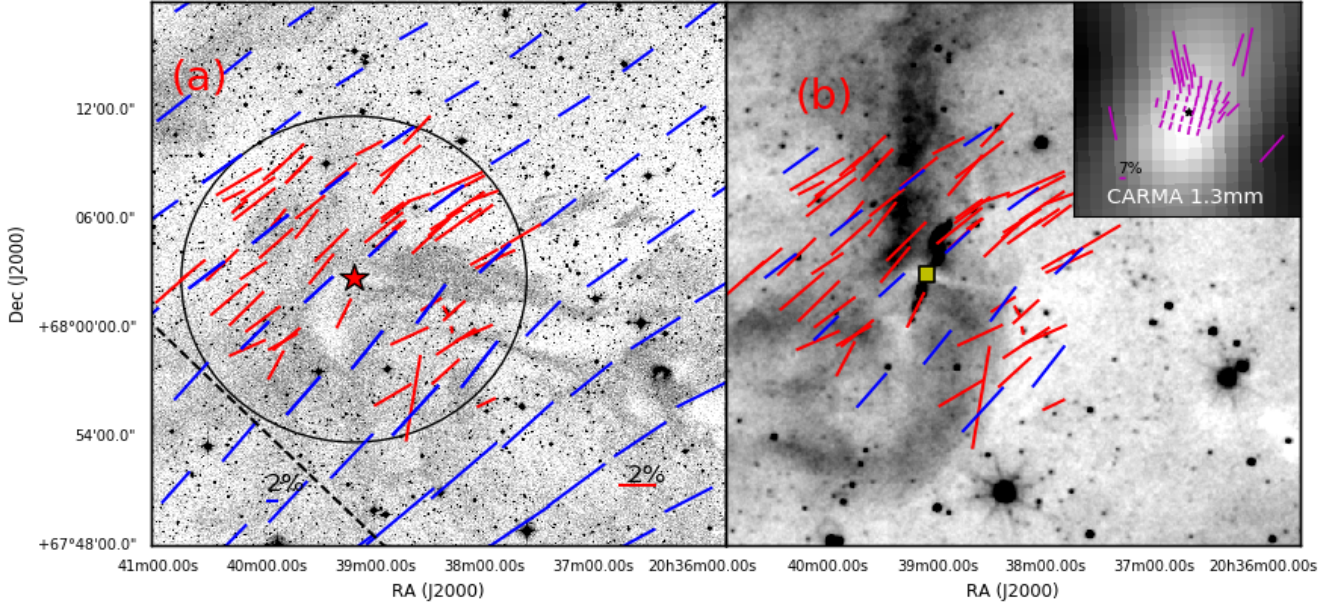 (a)
(b)
7%
CARMA 1.3mm
12'00.0"
06'00.0"
+68°00'00.0"
54'00.0"
+67°48'00.0"
Dec (J2000)
2%
2%
41m00.00s 40m00.00s 39m00.00s 38m00.00s 37m00.00s 20h36m00.00s
40m00.00s 39m00.00s 38m00.00s 37m00.00s 20h36m00.00s
RA (J2000)
RA (J2000)